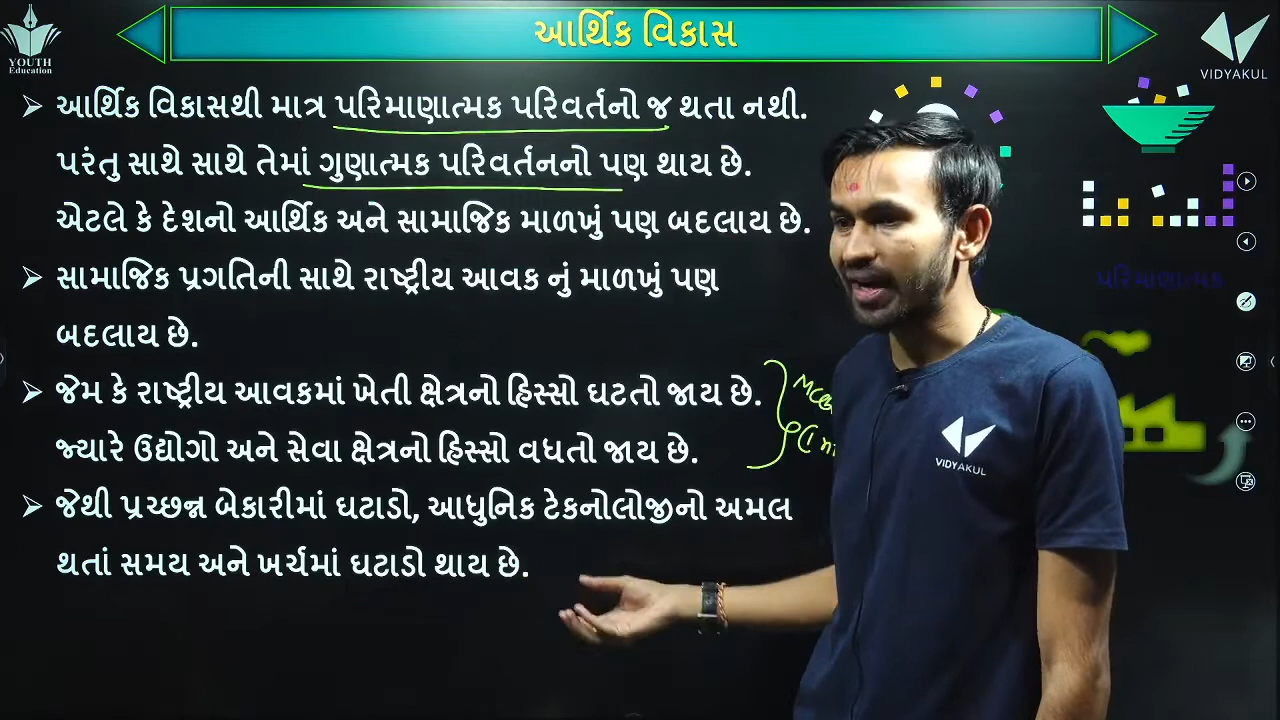 આર્થિક વિકાસ
YOUTH
Education
VIDYAKUL
આર્થિક વિકાસથી માત્ર પરિમાણાત્મક પરિવર્તનો જ થતા નથી.
પરંતુ સાથે સાથે તેમાં ગુણાત્મક પરિવર્તનનો પણ થાય છે.
એટલે કે દેશનો આર્થિક અને સામાજિક માળખું પણ બદલાય છે.
સામાજિક પ્રગતિની સાથે રાષ્ટ્રીય આવક નું માળખું પણ
બદલાય છે.
જેમ કે રાષ્ટ્રીય આવકમાં ખેતી ક્ષેત્રનો હિસ્સો ઘટતો જાય છે.
જ્યારે ઉદ્યોગો અને સેવા ક્ષેત્રનો હિસ્સો વધતો જાય છે.
જેથી પ્રચ્છન્ન બેકારીમાં ઘટાડો, આધુનિક ટેકનોલોજીનો અમલ
થતાં સમય અને ખર્ચમાં ઘટાડો થાય છે.
પરિમાણાત્મક
VIDYAKUL